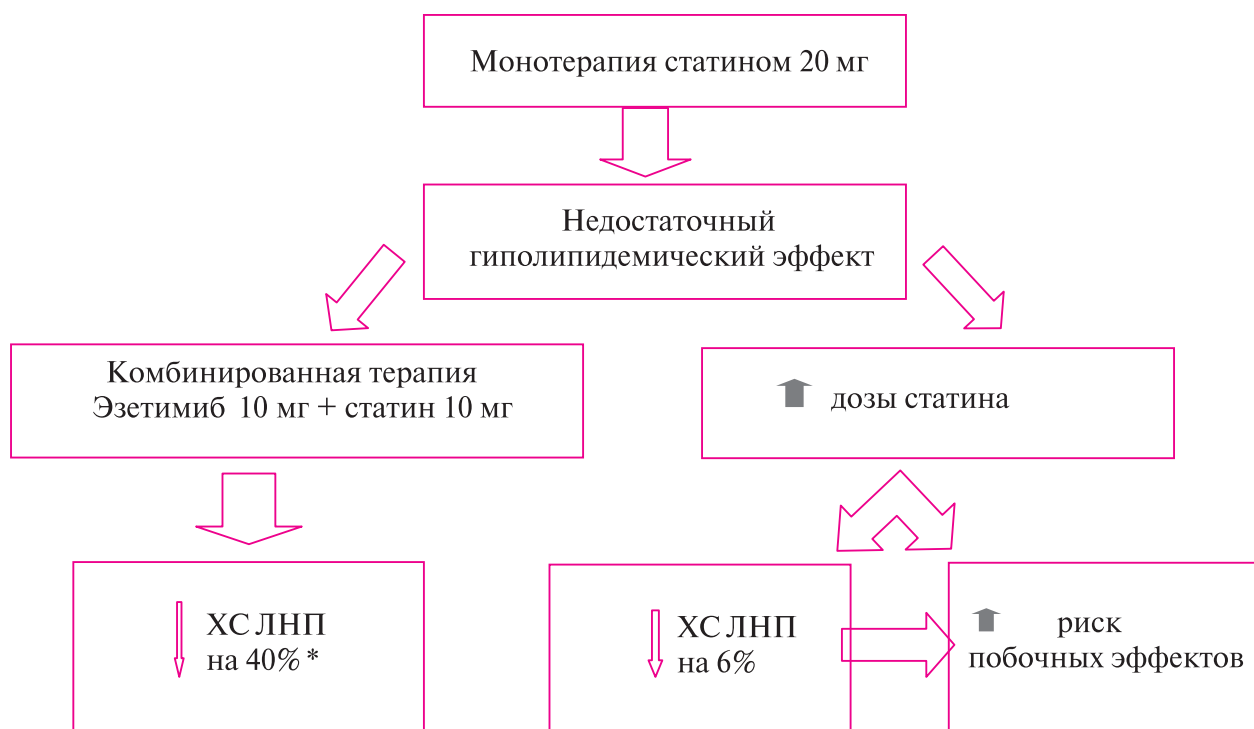 Монотерапия статином 20 мг
Недостаточный
гиполипидемический эффект
Комбинированная терапия
Эзетимиб 10 мг + статин 10 мг
дозы статина
ХС ЛНП
на 40% *
ХС ЛНП
на 6%
риск
побочных эффектов